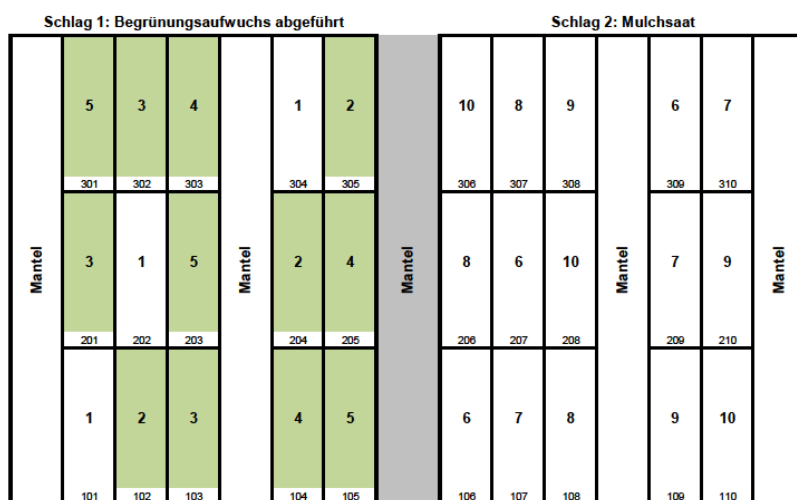 Schlag 1: Begrünungsaufwuchs abgeführt Schlag 2: Mulchsaat
5 3 4 1 2 10 8 9 6 7
301 302 303 304 305 306 307 308 309 310
Mantel 3 1 5 Mantel 2 4 Mantel 8 6 10 Mantel 7 9 Mantel
201 202 203 204 205 206 207 208 209 210
1 2 3 4 5 6 7 8 9 10
101 102 103 104 105 106 107 108 109 110